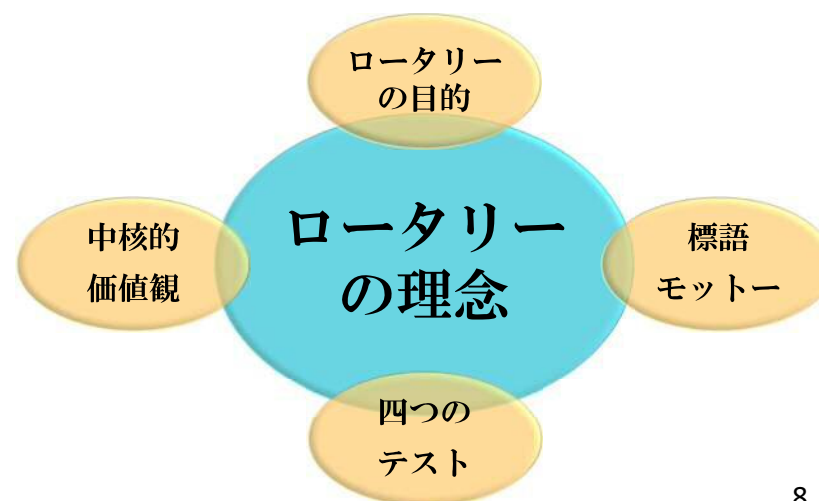 ロータリー
の目的
中核的
価値観
ロータリー
の理念
標語
モットー
四つの
テスト
8